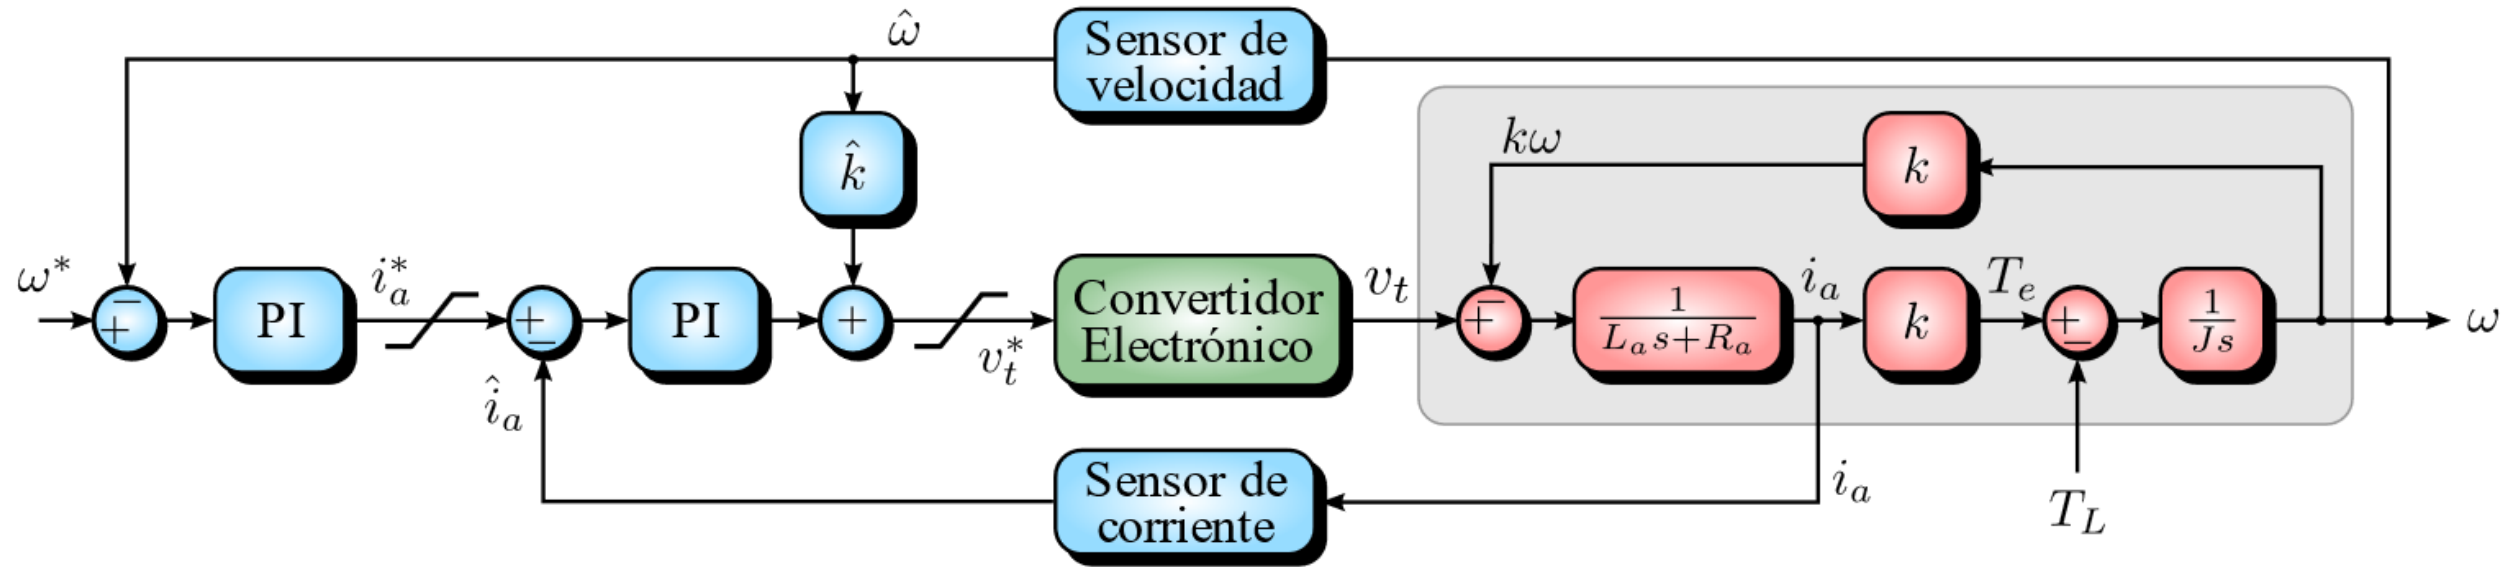 ω̂
Sensor de
velocidad
k̂
kω
k
ω*
−
+
PI
i*ₐ
+
−
PI
+
v*ₜ
Convertidor
Electrónico
vₜ
−
+
1
Lₐs+Rₐ
iₐ
k
Tₑ
+
−
1
Js
ω
îₐ
Sensor de
corriente
iₐ
T_L